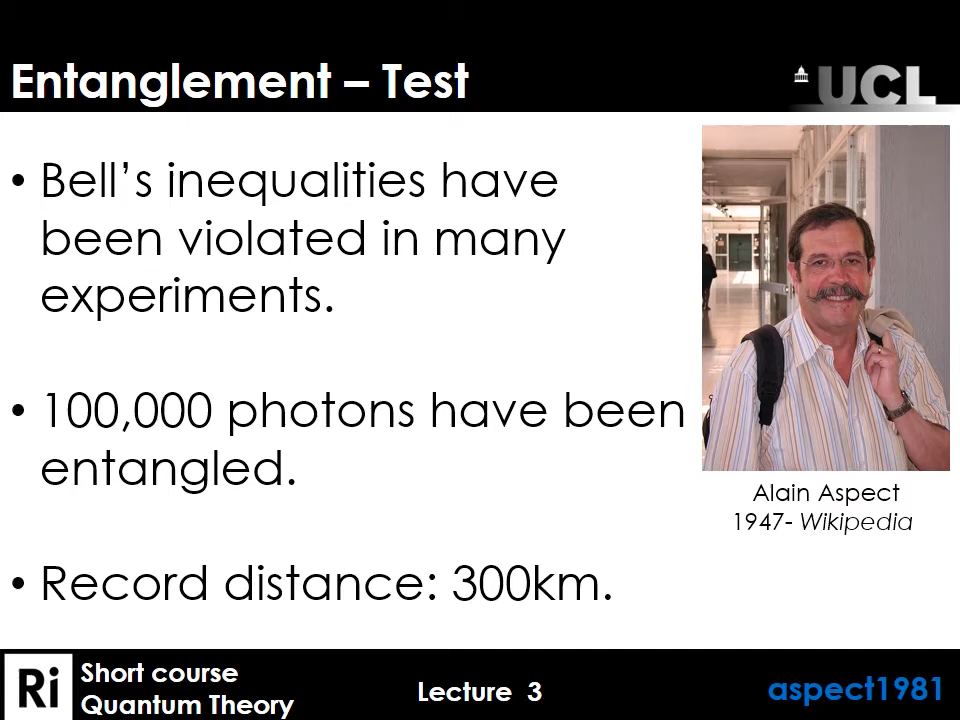 Entanglement – Test
UCL
• Bell’s inequalities have
been violated in many
experiments.
• 100,000 photons have been
entangled.
• Record distance: 300km.
Alain Aspect
1947- Wikipedia
Ri
Short course
Quantum Theory
Lecture 3
aspect1981